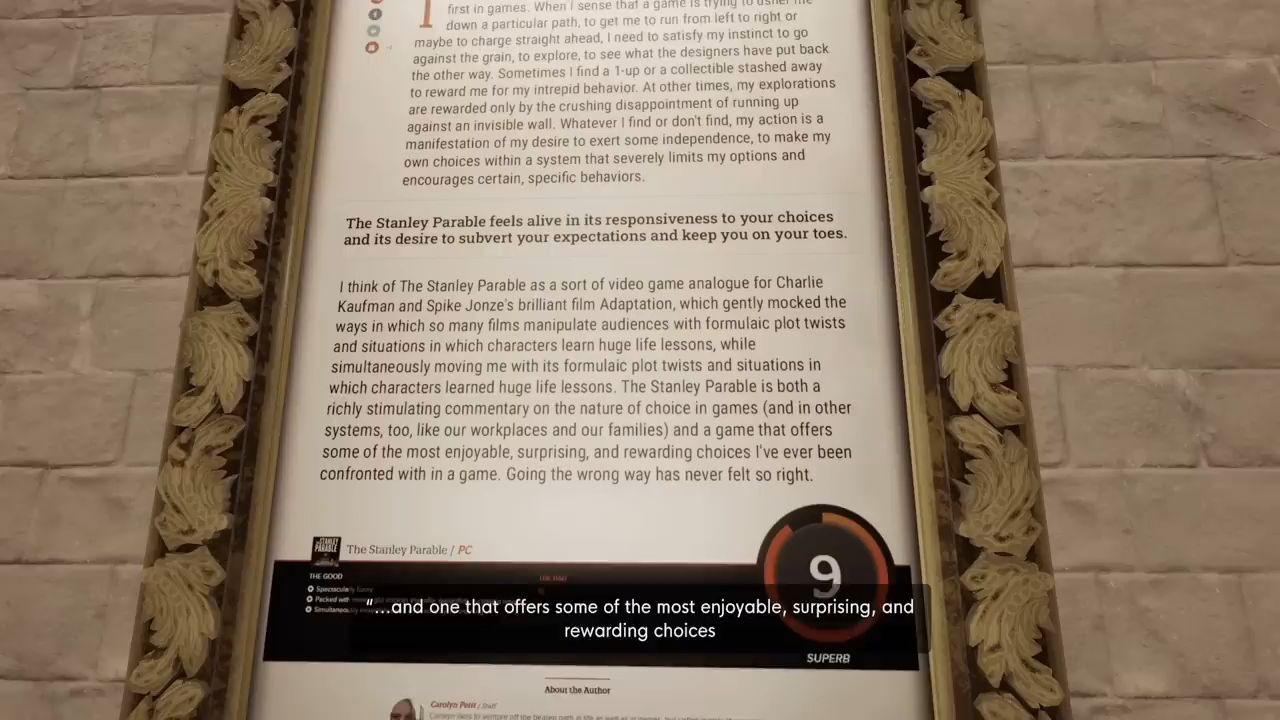 first in games. When I sense that a game is trying to usher me
down a particular path, to get me to run from left to right or
maybe to charge straight ahead, I need to satisfy my instinct to go
against the grain, to explore, to see what the designers have put back
the other way. Sometimes I find a 1-up or a collectible stashed away
to reward me for my intrepid behavior. At other times, my explorations
are rewarded only by the crushing disappointment of running up
against an invisible wall. Whatever I find or don't find, my action is a
manifestation of my desire to exert some independence, to make my
own choices within a system that severely limits my options and
encourages certain, specific behaviors.
The Stanley Parable feels alive in its responsiveness to your choices
and its desire to subvert your expectations and keep you on your toes.
I think of The Stanley Parable as a sort of video game analogue for Charlie
Kaufman and Spike Jonze's brilliant film Adaptation, which gently mocked the
ways in which so many films manipulate audiences with formulaic plot twists
and situations in which characters learn huge life lessons, while
simultaneously moving me with its formulaic plot twists and situations in
which characters learned huge life lessons. The Stanley Parable is both a
richly stimulating commentary on the nature of choice in games (and in other
systems, too, like our workplaces and our families) and a game that offers
some of the most enjoyable, surprising, and rewarding choices I've ever been
confronted with in a game. Going the wrong way has never felt so right.
The Stanley Parable / PC
THE GOOD
THE BAD
Spectacularly funny
Packed with
9
SUPERB
"...and one that offers some of the most enjoyable, surprising, and
rewarding choices
About the Author
Carolyn Petit / Staff